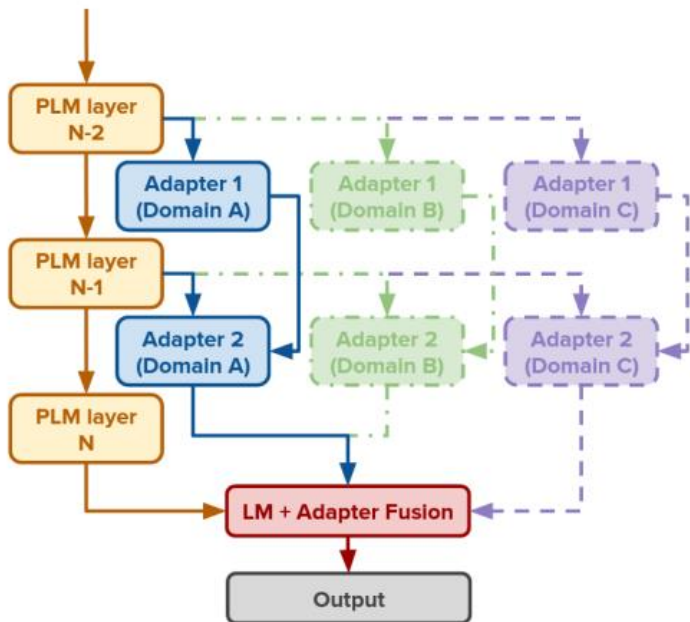 PLM layer
N-2
Adapter 1
(Domain A)
Adapter 1
(Domain B)
Adapter 1
(Domain C)
PLM layer
N-1
Adapter 2
(Domain A)
Adapter 2
(Domain B)
Adapter 2
(Domain C)
PLM layer
N
LM + Adapter Fusion
Output